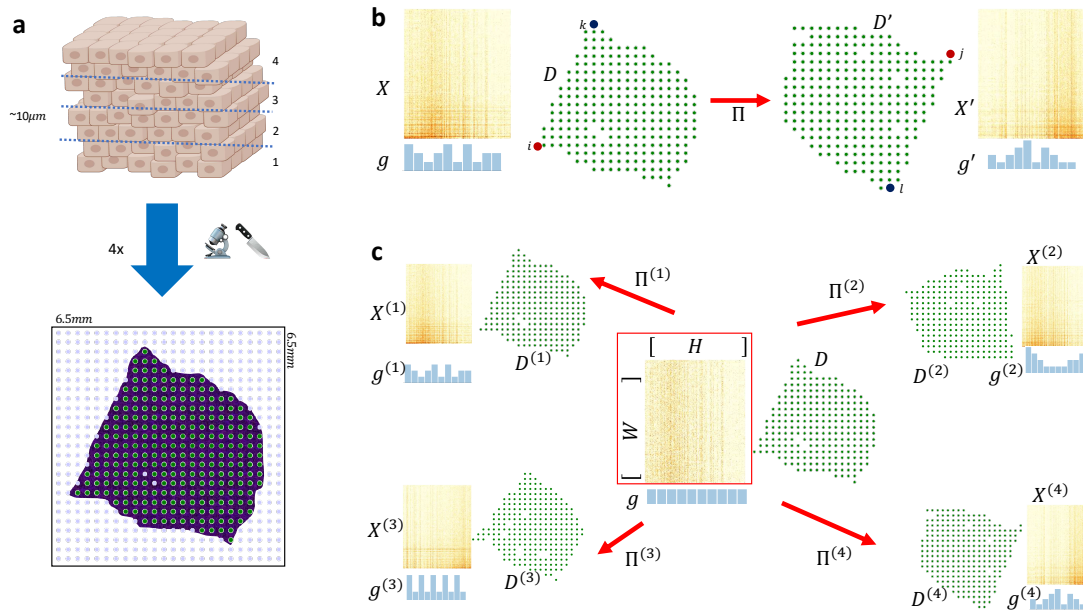 a
4
3
~10μm
2
1
4x
6.5mm
6.5mm
b
k
D
X
i
g
Π
D′
j
X′
l
g′
c
X⁽¹⁾
g⁽¹⁾
D⁽¹⁾
Π⁽¹⁾
Π⁽²⁾
X⁽²⁾
D⁽²⁾
g⁽²⁾
[ H ]
[ W ]
D
g
X⁽³⁾
g⁽³⁾
D⁽³⁾
Π⁽³⁾
Π⁽⁴⁾
X⁽⁴⁾
D⁽⁴⁾
g⁽⁴⁾